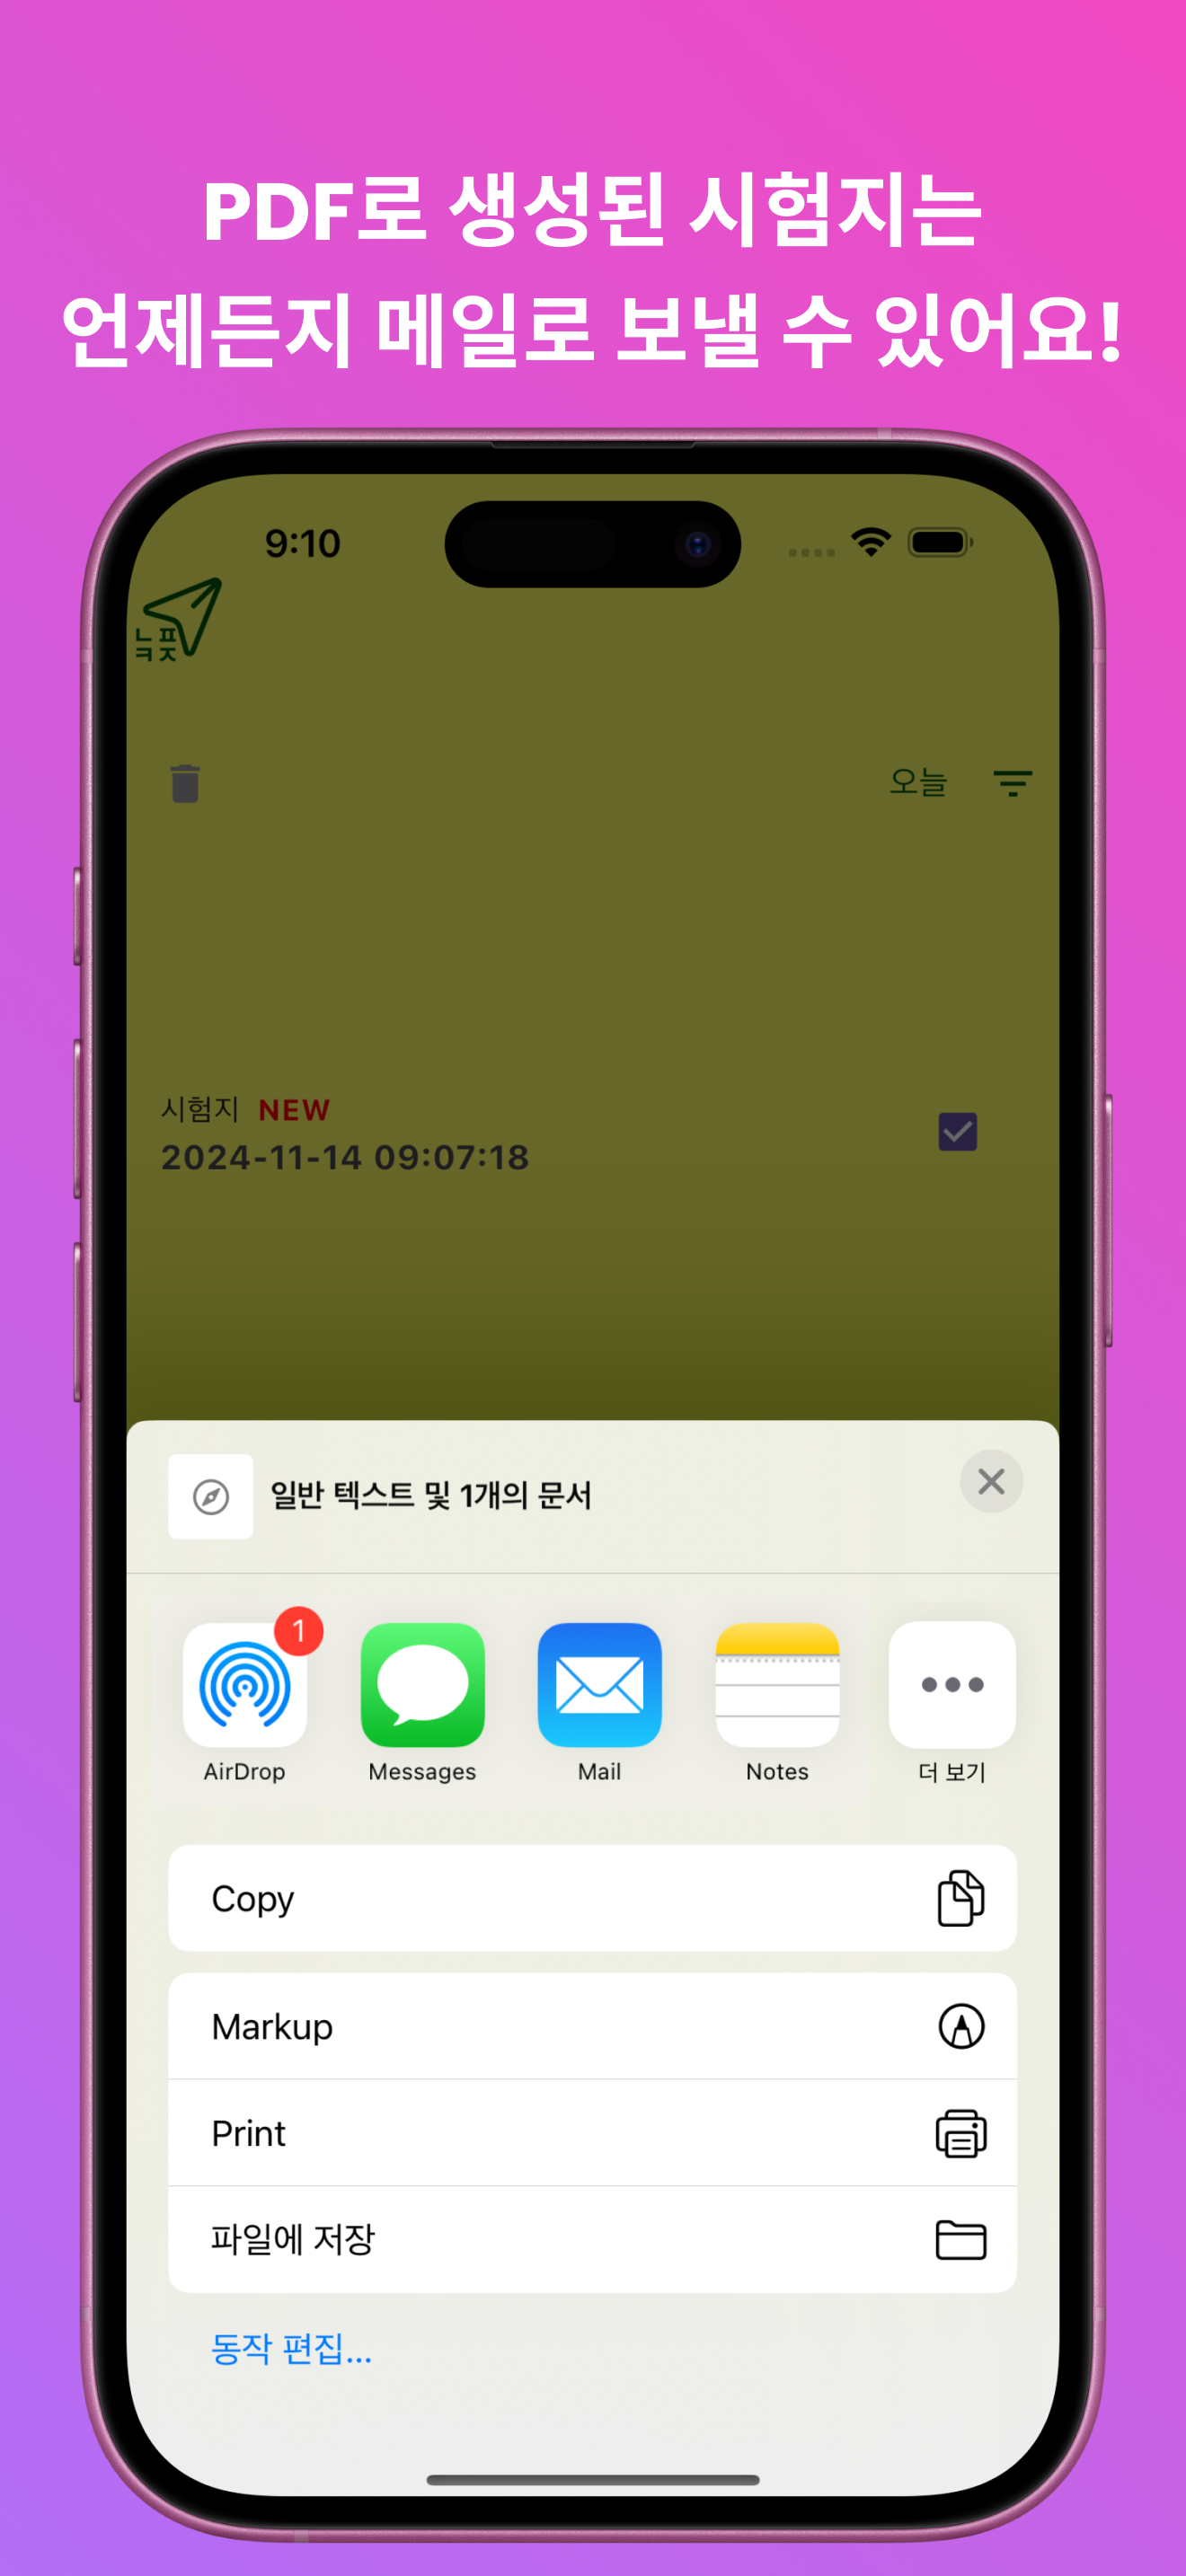 PDF로 생성된 시험지는
언제든지 메일로 보낼 수 있어요!
9:10
ㄴ ㅍ
ㅋ ㅈ
오늘
시험지 NEW
2024-11-14 09:07:18
일반 텍스트 및 1개의 문서
1
AirDrop
Messages
Mail
Notes
더 보기
Copy
Markup
Print
파일에 저장
동작 편집...